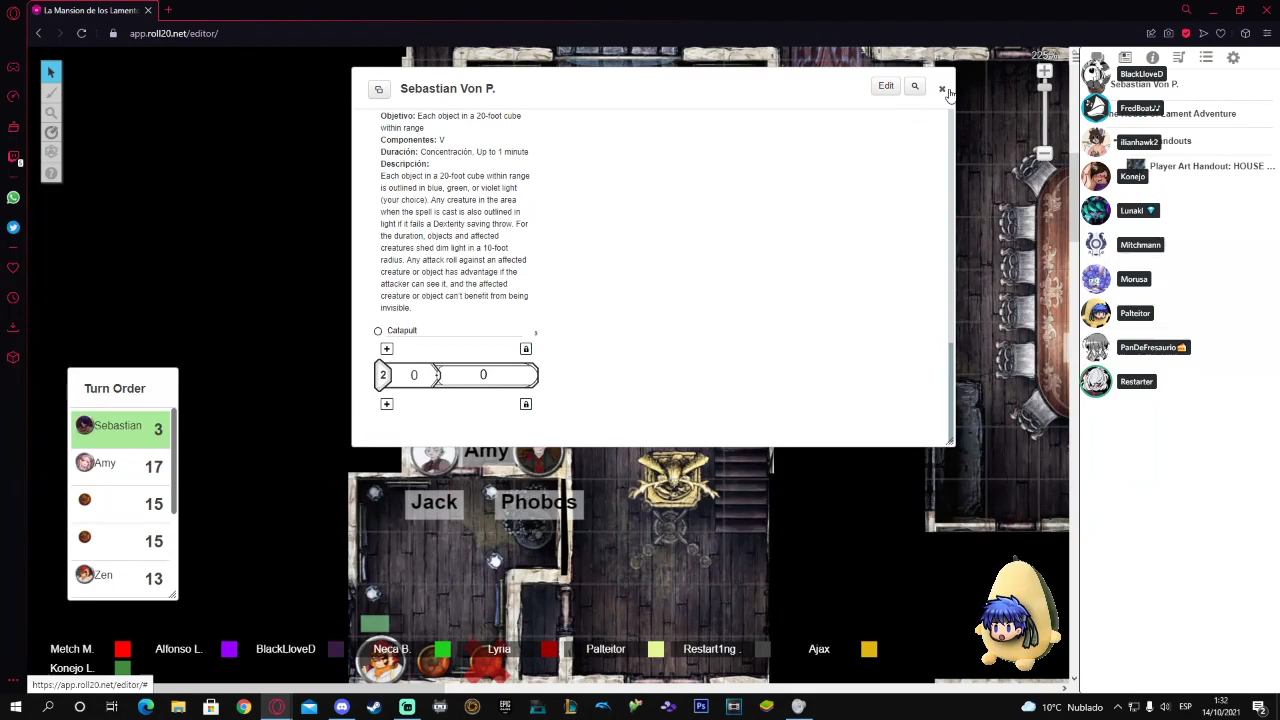 La Mansion de los Lamento
app.roll20.net/editor/
225%
Sebastian Von P.
Edit
Objetivo: Each object in a 20-foot cube
within range
Componentes: V
Duración: Concentración, Up to 1 minute
Descripción:
Each object in a 20-foot cube within range
is outlined in blue, green, or violet light
(your choice). Any creature in the area
when the spell is cast is also outlined in
light if it fails a Dexterity saving throw. For
the duration, objects and affected
creatures shed dim light in a 10-foot
radius. Any attack roll against an affected
creature or object has advantage if the
attacker can see it, and the affected
creature or object can't benefit from being
invisible.
Catapult
2 0 0
Turn Order
Sebastian 3
Amy 17
15
15
Zen 13
Amy
Jack
Phobos
BlackLloveD
Sebastian Von P.
FredBoat♪♪
e House of Lament Adventure
ilianhawk2
ndouts
Player Art Handout: HOUSE ...
Konejo
Lunaki
Mitchmann
Morusa
Palteitor
PanDeFresaurio
Restarter
Metch M.
Alfonso L.
BlackLloveD
Neca B.
Lyria
Palteitor
Restart1ng .
Ajax
Konejo L.
https://app.roll20.net/editor/#
10°C Nublado
ESP
1:32
14/10/2021
2